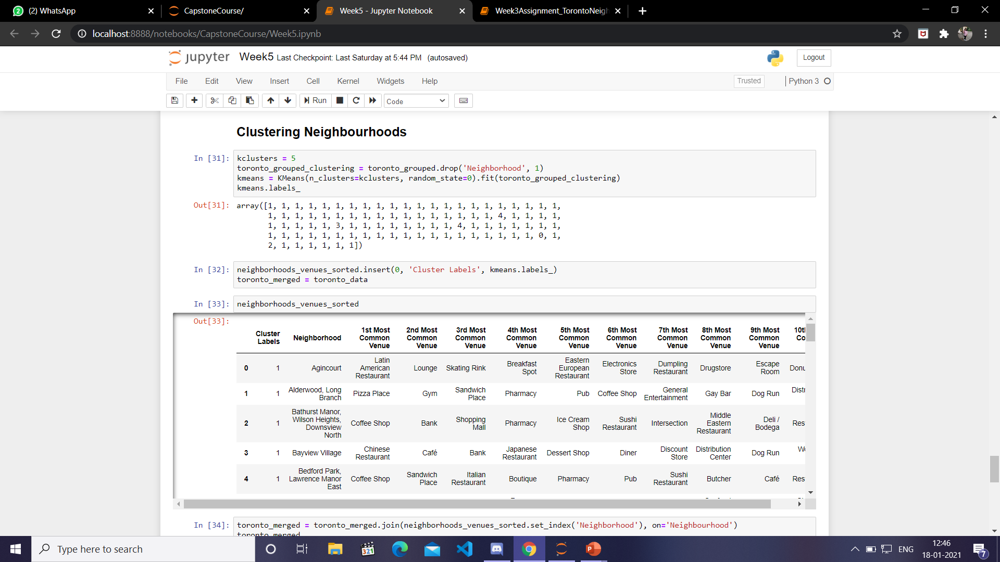 (2) WhatsApp
CapstoneCourse/
Week5 - Jupyter Notebook
Week3Assignment_TorontoNeigh
localhost:8888/notebooks/CapstoneCourse/Week5.ipynb
jupyter Week5 Last Checkpoint: Last Saturday at 5:44 PM (autosaved)
Logout
File Edit View Insert Cell Kernel Widgets Help
Trusted
Python 3
Run
Code
Clustering Neighbourhoods
In [31]: kclusters = 5
toronto_grouped_clustering = toronto_grouped.drop('Neighborhood', 1)
kmeans = KMeans(n_clusters=kclusters, random_state=0).fit(toronto_grouped_clustering)
kmeans.labels_
Out[31]: array([1, 1, 1, 1, 1, 1, 1, 1, 1, 1, 1, 1, 1, 1, 1, 1, 1, 1, 1, 1, 1, 1,
1, 1, 1, 1, 1, 1, 1, 1, 1, 1, 1, 1, 1, 1, 1, 1, 1, 4, 1, 1, 1, 1,
1, 1, 1, 1, 1, 3, 1, 1, 1, 1, 1, 1, 1, 1, 4, 1, 1, 1, 1, 1, 1, 1,
1, 1, 1, 1, 1, 1, 1, 1, 1, 1, 1, 1, 1, 1, 1, 1, 1, 1, 1, 1, 0, 1,
2, 1, 1, 1, 1, 1, 1])
In [32]: neighborhoods_venues_sorted.insert(0, 'Cluster Labels', kmeans.labels_)
toronto_merged = toronto_data
In [33]: neighborhoods_venues_sorted
Out[33]:
Cluster Labels Neighborhood 1st Most Common Venue 2nd Most Common Venue 3rd Most Common Venue 4th Most Common Venue 5th Most Common Venue 6th Most Common Venue 7th Most Common Venue 8th Most Common Venue 9th Most Common Venue
0 1 Agincourt Latin American Restaurant Lounge Skating Rink Breakfast Spot Eastern European Restaurant Electronics Store Dumpling Restaurant Drugstore Escape Room
1 1 Alderwood, Long Branch Pizza Place Gym Sandwich Place Pharmacy Pub Coffee Shop General Entertainment Gay Bar Dog Run
2 1 Bathurst Manor, Wilson Heights, Downsview North Coffee Shop Bank Shopping Mall Pharmacy Ice Cream Shop Sushi Restaurant Intersection Middle Eastern Restaurant Deli / Bodega
3 1 Bayview Village Chinese Restaurant Café Bank Japanese Restaurant Dessert Shop Diner Discount Store Distribution Center Dog Run
4 1 Bedford Park, Lawrence Manor East Coffee Shop Sandwich Place Italian Restaurant Boutique Pharmacy Pub Sushi Restaurant Butcher Café
In [34]: toronto_merged = toronto_merged.join(neighborhoods_venues_sorted.set_index('Neighborhood'), on='Neighbourhood')
toronto_merged
Type here to search
321
ENG
12:46
18-01-2021
7